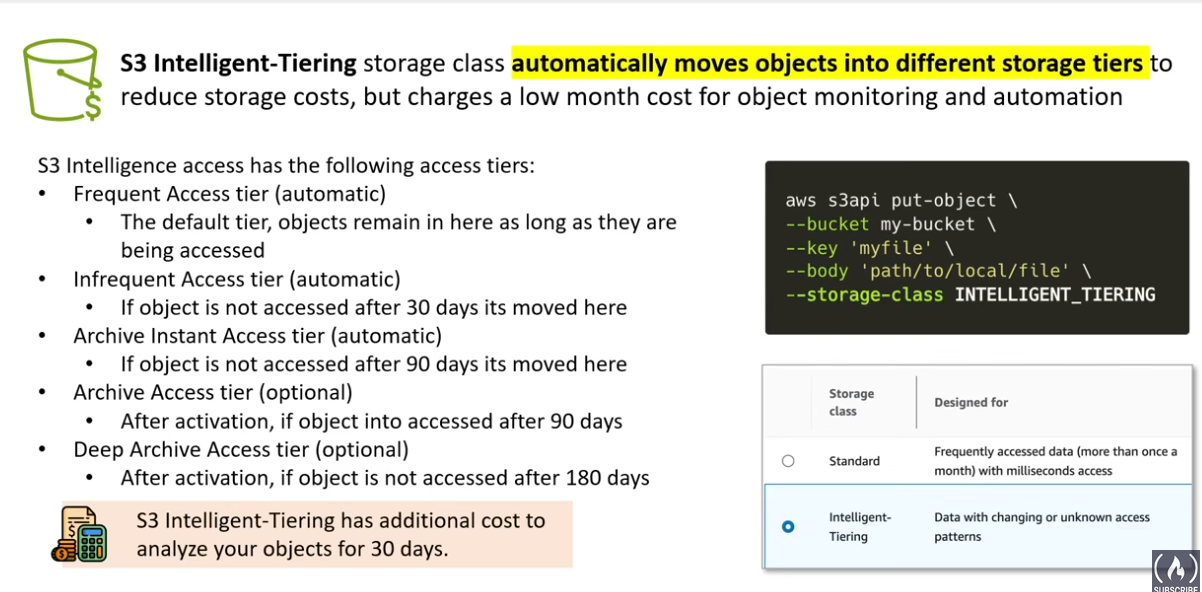 S3 Intelligent-Tiering storage class automatically moves objects into different storage tiers to
reduce storage costs, but charges a low month cost for object monitoring and automation
S3 Intelligence access has the following access tiers:
• Frequent Access tier (automatic)
• The default tier, objects remain in here as long as they are
being accessed
• Infrequent Access tier (automatic)
• If object is not accessed after 30 days its moved here
• Archive Instant Access tier (automatic)
• If object is not accessed after 90 days its moved here
• Archive Access tier (optional)
• After activation, if object into accessed after 90 days
• Deep Archive Access tier (optional)
• After activation, if object is not accessed after 180 days
S3 Intelligent-Tiering has additional cost to
analyze your objects for 30 days.
aws s3api put-object \
--bucket my-bucket \
--key 'myfile' \
--body 'path/to/local/file' \
--storage-class INTELLIGENT_TIERING
Storage
class
Designed for
Standard
Frequently accessed data (more than once a
month) with milliseconds access
Intelligent-
Tiering
Data with changing or unknown access
patterns
SUBSCRIBE